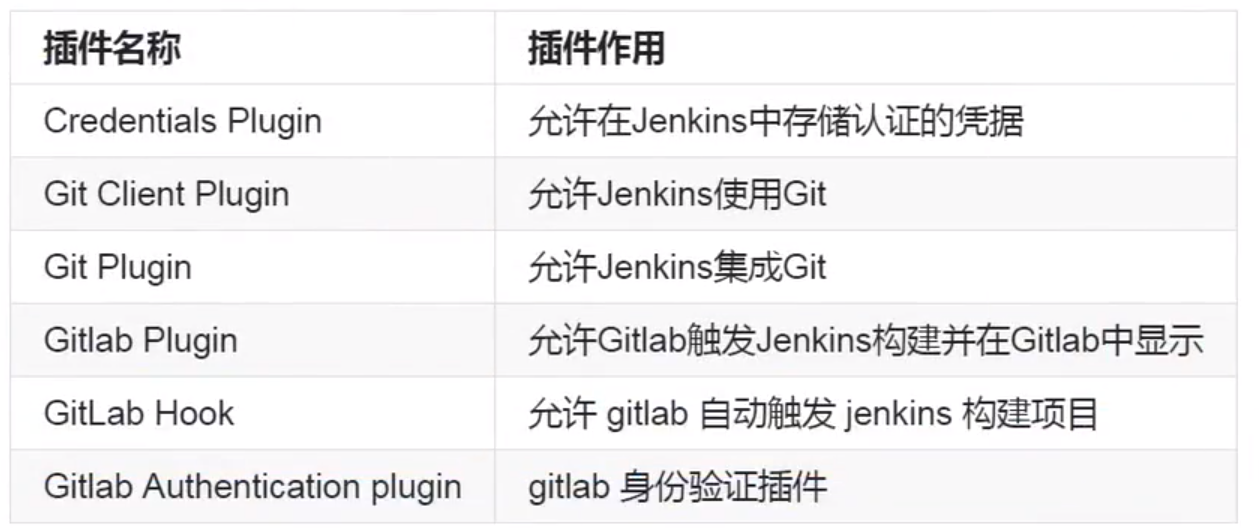 插件名称 插件作用
Credentials Plugin 允许在Jenkins中存储认证的凭据
Git Client Plugin 允许Jenkins使用Git
Git Plugin 允许Jenkins集成Git
Gitlab Plugin 允许Gitlab触发Jenkins构建并在Gitlab中显示
GitLab Hook 允许 gitlab 自动触发 jenkins 构建项目
Gitlab Authentication plugin gitlab 身份验证插件